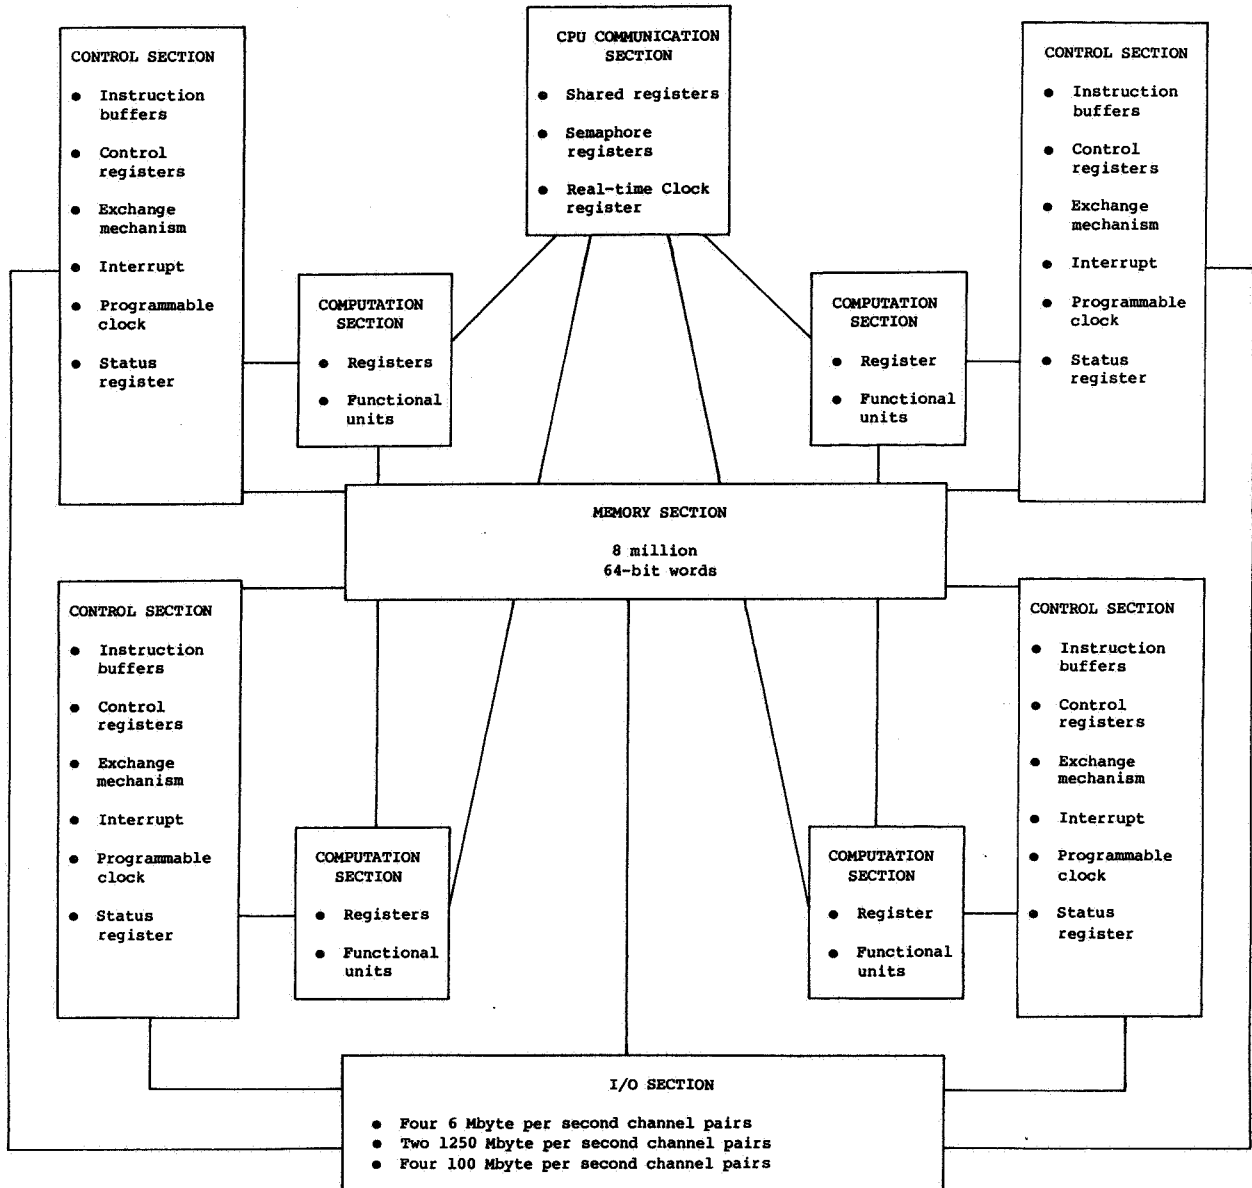 CONTROL SECTION
● Instruction
buffers
● Control
registers
● Exchange
mechanism
● Interrupt
● Programmable
clock
● Status
register
CPU COMMUNICATION
SECTION
● Shared registers
● Semaphore
registers
● Real-time Clock
register
CONTROL SECTION
● Instruction
buffers
● Control
registers
● Exchange
mechanism
● Interrupt
● Programmable
clock
● Status
register
COMPUTATION
SECTION
● Registers
● Functional
units
COMPUTATION
SECTION
● Register
● Functional
units
MEMORY SECTION
8 million
64-bit words
CONTROL SECTION
● Instruction
buffers
● Control
registers
● Exchange
mechanism
● Interrupt
● Programmable
clock
● Status
register
COMPUTATION
SECTION
● Registers
● Functional
units
COMPUTATION
SECTION
● Register
● Functional
units
CONTROL SECTION
● Instruction
buffers
● Control
registers
● Exchange
mechanism
● Interrupt
● Programmable
clock
● Status
register
I/O SECTION
● Four 6 Mbyte per second channel pairs
● Two 1250 Mbyte per second channel pairs
● Four 100 Mbyte per second channel pairs